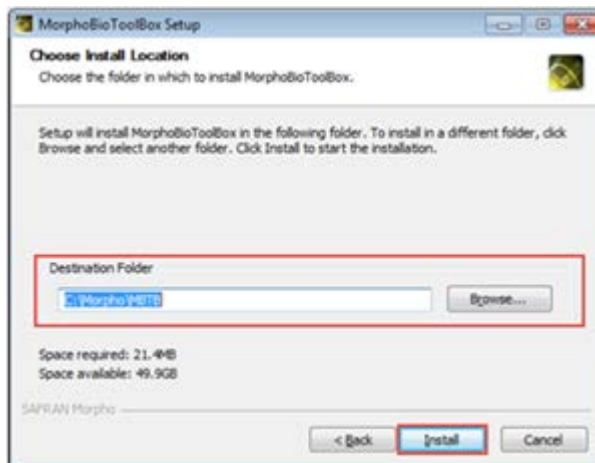 MorphoBioToolBox Setup
Choose Install Location
Choose the folder in which to install MorphoBioToolBox.
Setup will install MorphoBioToolBox in the following folder. To install in a different folder, click
Browse and select another folder. Click Install to start the installation.
Destination Folder
C:\Morpho\MBTB
Browse...
Space required: 21.4MB
Space available: 49.9GB
SAFRAN Morpho
< Back
Install
Cancel